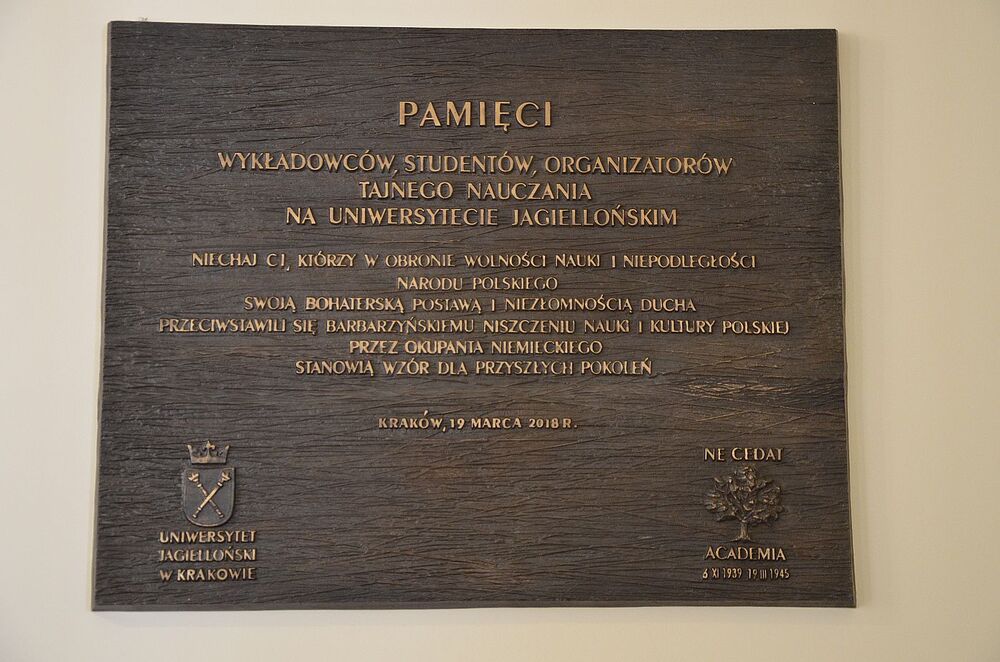 PAMIĘCI
WYKŁADOWCÓW, STUDENTÓW, ORGANIZATORÓW
TAJNEGO NAUCZANIA
NA UNIWERSYTECIE JAGIELLOŃSKIM
NIECHAJ CI, KTÓRZY W OBRONIE WOLNOŚCI NAUKI I NIEPODLEGŁOŚCI
NARODU POLSKIEGO
SWOJĄ BOHATERSKĄ POSTAWĄ I NIEZŁOMNOŚCIĄ DUCHA
PRZECIWSTAWILI SIĘ BARBARZYŃSKIEMU NISZCZENIU NAUKI I KULTURY POLSKIEJ
PRZEZ OKUPANTA NIEMIECKIEGO
STANOWIĄ WZÓR DLA PRZYSZŁYCH POKOLEŃ
KRAKÓW, 19 MARCA 2018 R.
UNIWERSYTET
JAGIELLOŃSKI
W KRAKOWIE
NE CEDAT
ACADEMIA
6 XI 1939 19 III 1945